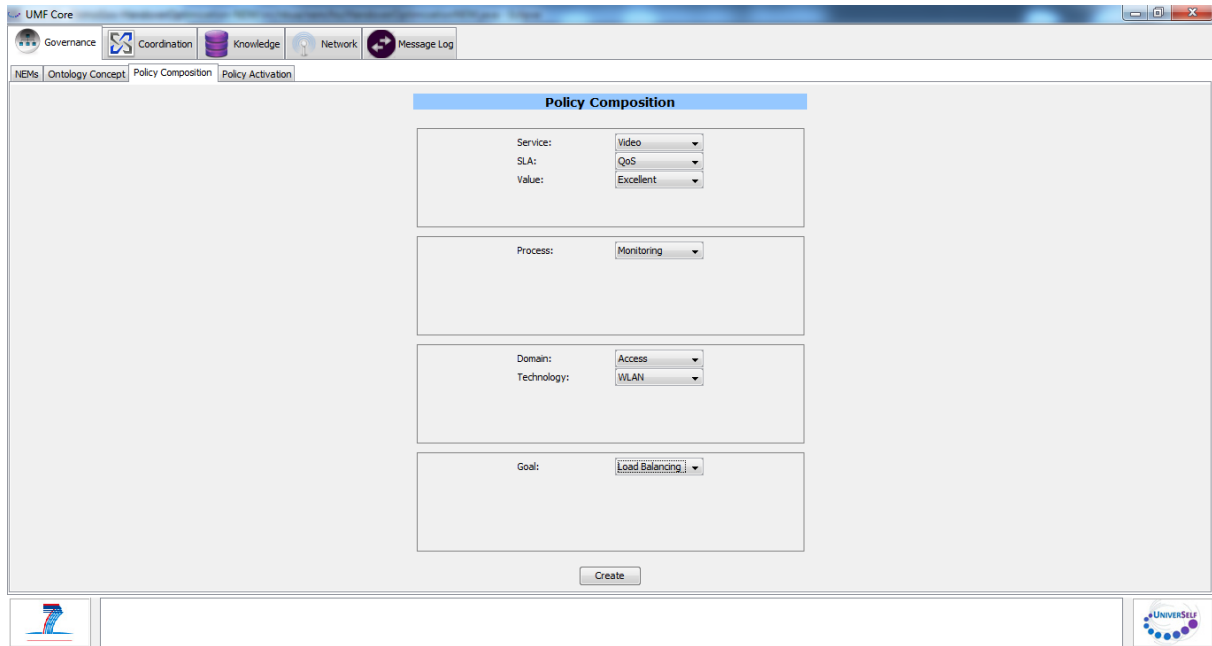 UMF Core
Governance Coordination Knowledge Network Message Log
NEMs Ontology Concept Policy Composition Policy Activation
Policy Composition
Service: Video
SLA: QoS
Value: Excellent
Process: Monitoring
Domain: Access
Technology: WLAN
Goal: Load Balancing
Create
7
UNIVERSELF